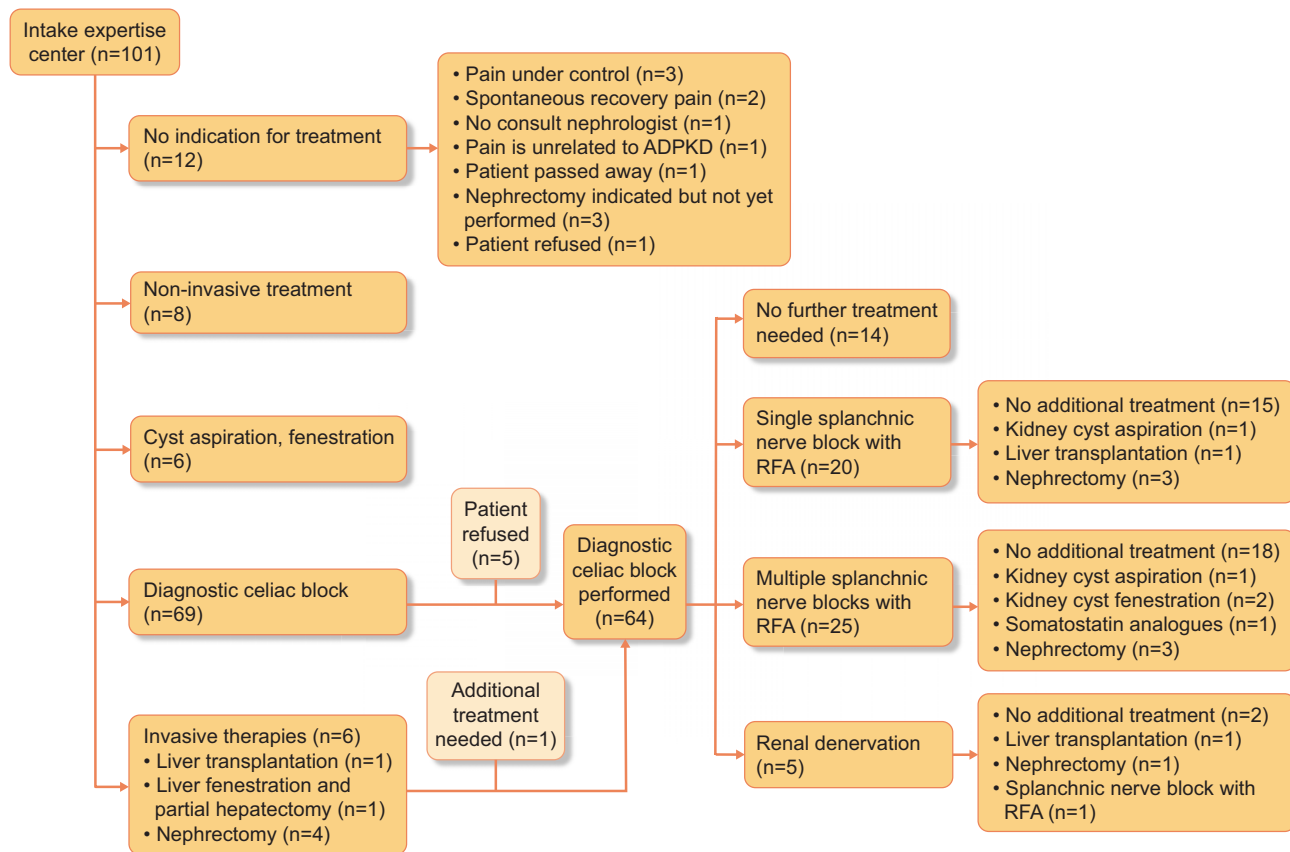 Intake expertise
center (n=101)
No indication for treatment
(n=12)
• Pain under control (n=3)
• Spontaneous recovery pain (n=2)
• No consult nephrologist (n=1)
• Pain is unrelated to ADPKD (n=1)
• Patient passed away (n=1)
• Nephrectomy indicated but not yet
performed (n=3)
• Patient refused (n=1)
Non-invasive treatment
(n=8)
Cyst aspiration, fenestration
(n=6)
Diagnostic celiac block
(n=69)
Patient
refused
(n=5)
Invasive therapies (n=6)
• Liver transplantation (n=1)
• Liver fenestration and
partial hepatectomy (n=1)
• Nephrectomy (n=4)
Additional
treatment
needed (n=1)
Diagnostic
celiac block
performed
(n=64)
No further treatment
needed (n=14)
Single splanchnic
nerve block with
RFA (n=20)
• No additional treatment (n=15)
• Kidney cyst aspiration (n=1)
• Liver transplantation (n=1)
• Nephrectomy (n=3)
Multiple splanchnic
nerve blocks with
RFA (n=25)
• No additional treatment (n=18)
• Kidney cyst aspiration (n=1)
• Kidney cyst fenestration (n=2)
• Somatostatin analogues (n=1)
• Nephrectomy (n=3)
Renal denervation
(n=5)
• No additional treatment (n=2)
• Liver transplantation (n=1)
• Nephrectomy (n=1)
• Splanchnic nerve block with
RFA (n=1)